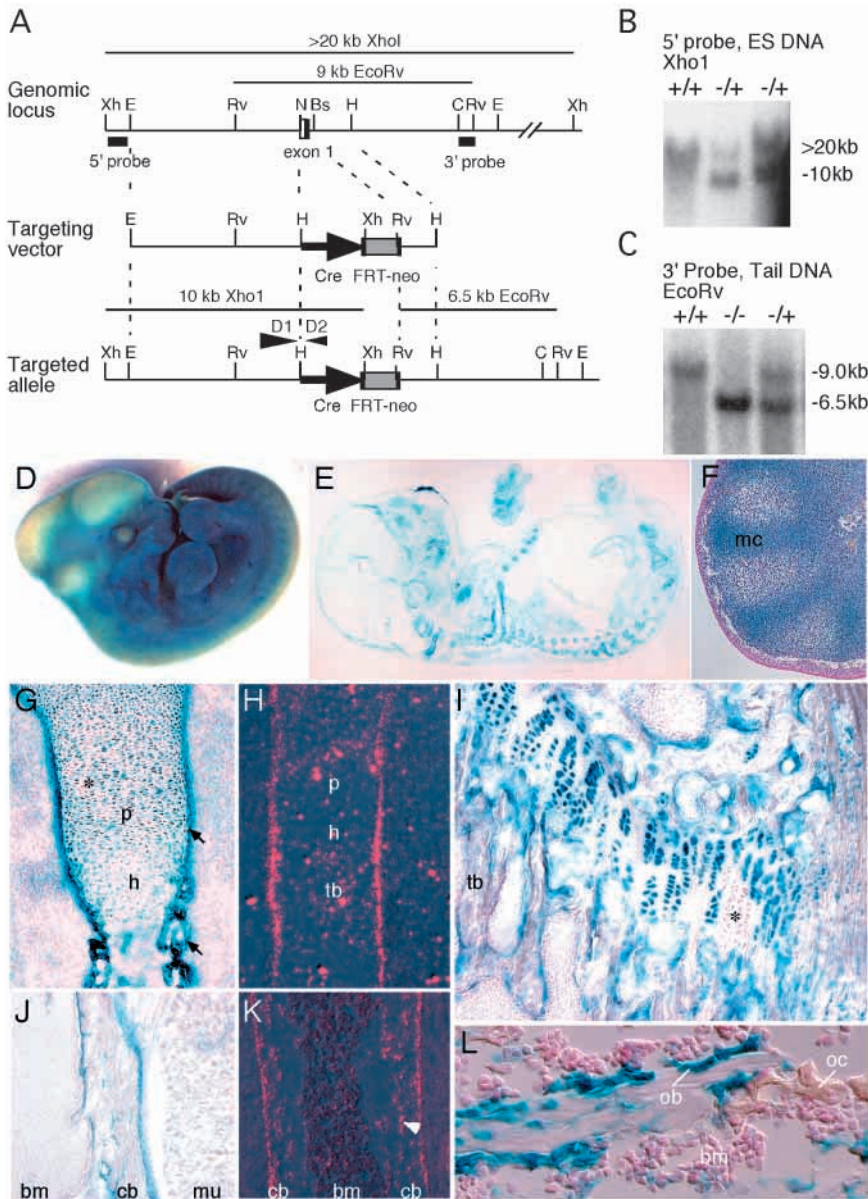 A
>20 kb XhoI
9 kb EcoRv
Genomic locus
Xh E Rv N Bs H C Rv E Xh
5' probe
exon 1
3' probe
Targeting vector
E Rv H Xh Rv H
Cre FRT-neo
10 kb Xho1
6.5 kb EcoRv
D1 D2
Targeted allele
Xh E Rv H Xh Rv H C Rv E
Cre FRT-neo
B
5' probe, ES DNA
Xho1
+/+ -/+ -/+
>20kb
-10kb
C
3' Probe, Tail DNA
EcoRv
+/+ -/- -/+
-9.0kb
-6.5kb
D
E
F
mc
G
*
p
h
H
p
h
tb
I
tb
*
J
bm cb mu
K
cb bm cb
L
ob
oc
bm